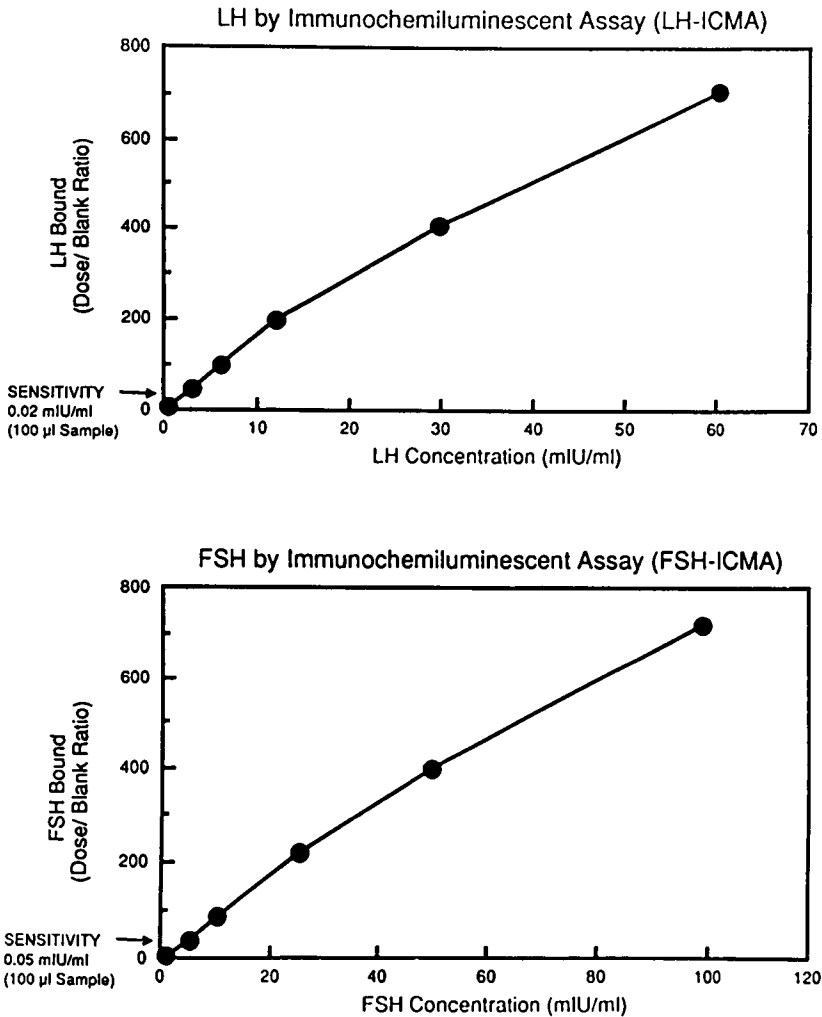 LH by Immunochemiluminescent Assay (LH-ICMA)
800
600
400
200
0
LH Bound
(Dose/ Blank Ratio)
SENSITIVITY
0.02 mIU/ml
(100 µl Sample)
0 10 20 30 40 50 60 70
LH Concentration (mIU/ml)
FSH by Immunochemiluminescent Assay (FSH-ICMA)
800
600
400
200
0
FSH Bound
(Dose/ Blank Ratio)
SENSITIVITY
0.05 mIU/ml
(100 µl Sample)
0 20 40 60 80 100 120
FSH Concentration (mIU/ml)